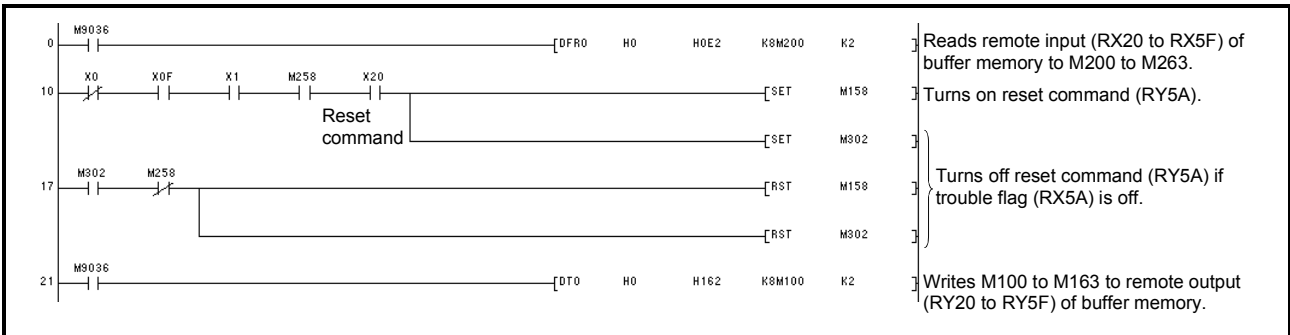 M9036
0 [DFRO H0 H0E2 K8M200 K2 ] Reads remote input (RX20 to RX5F) of
buffer memory to M200 to M263.
X0 X0F X1 M258 X20
10 [SET M158 ] Turns on reset command (RY5A).
Reset
command
[SET M302 ]
M302 M258
17 [RST M158 ] Turns off reset command (RY5A) if
trouble flag (RX5A) is off.
[RST M302 ]
M9036
21 [DTO H0 H162 K8M100 K2 ] Writes M100 to M163 to remote output
(RY20 to RY5F) of buffer memory.